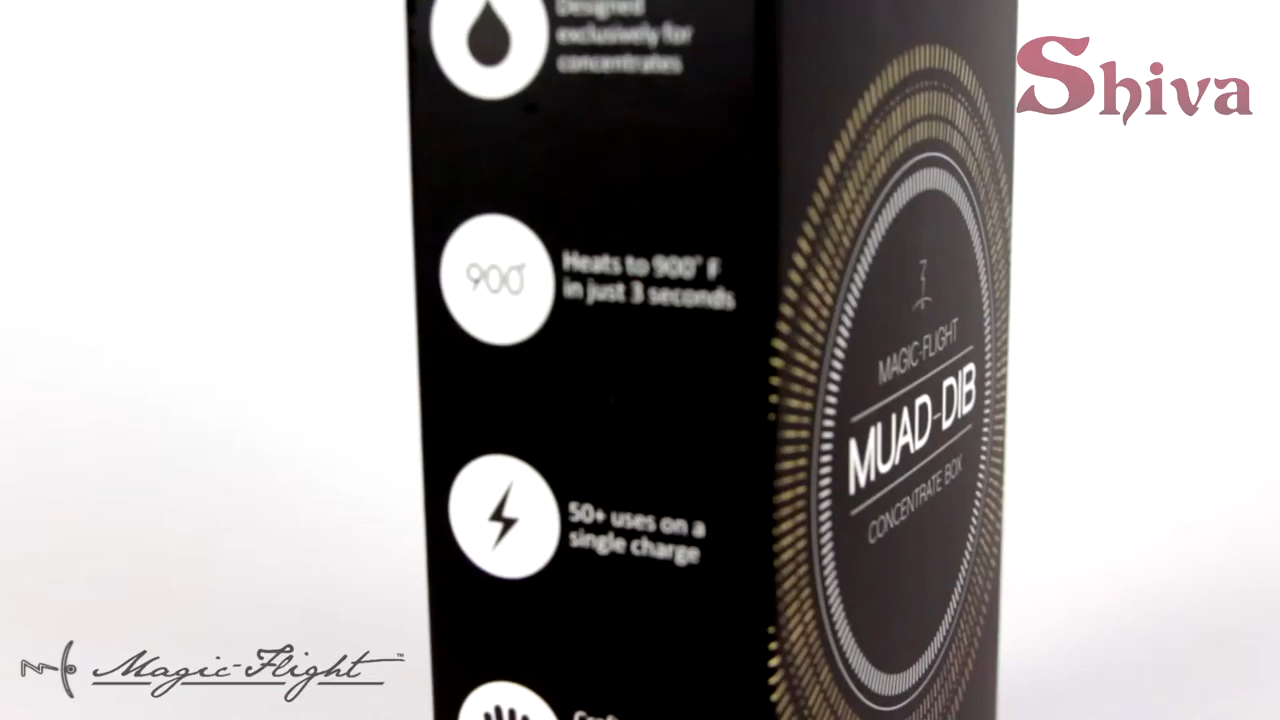 Designed
exclusively for
concentrates
Shiva
900°
Heats to 900° F
in just 3 seconds
MAGIC-FLIGHT
MUAD-DIB
CONCENTRATE BOX
50+ uses on a
single charge
Magic-Flight™